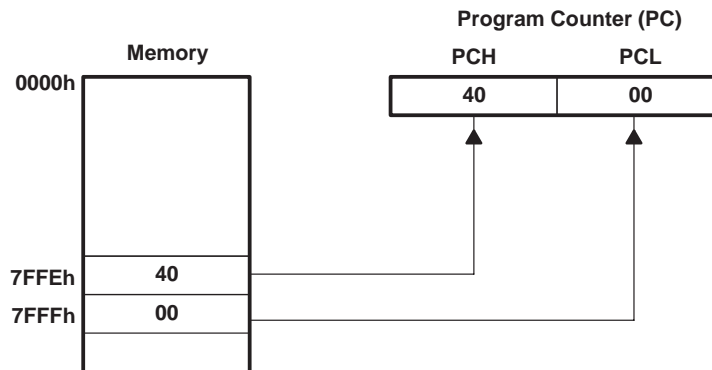 Program Counter (PC)
Memory
PCH PCL
0000h
40 00
7FFEh 40
7FFFh 00